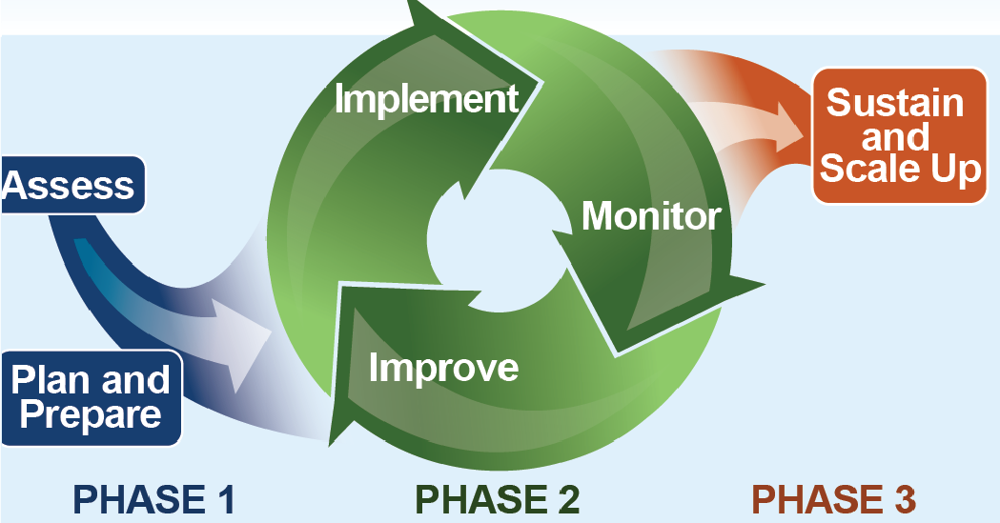 Implement
Sustain
and
Scale Up
Assess
Monitor
Plan and
Prepare
Improve
PHASE 1
PHASE 2
PHASE 3